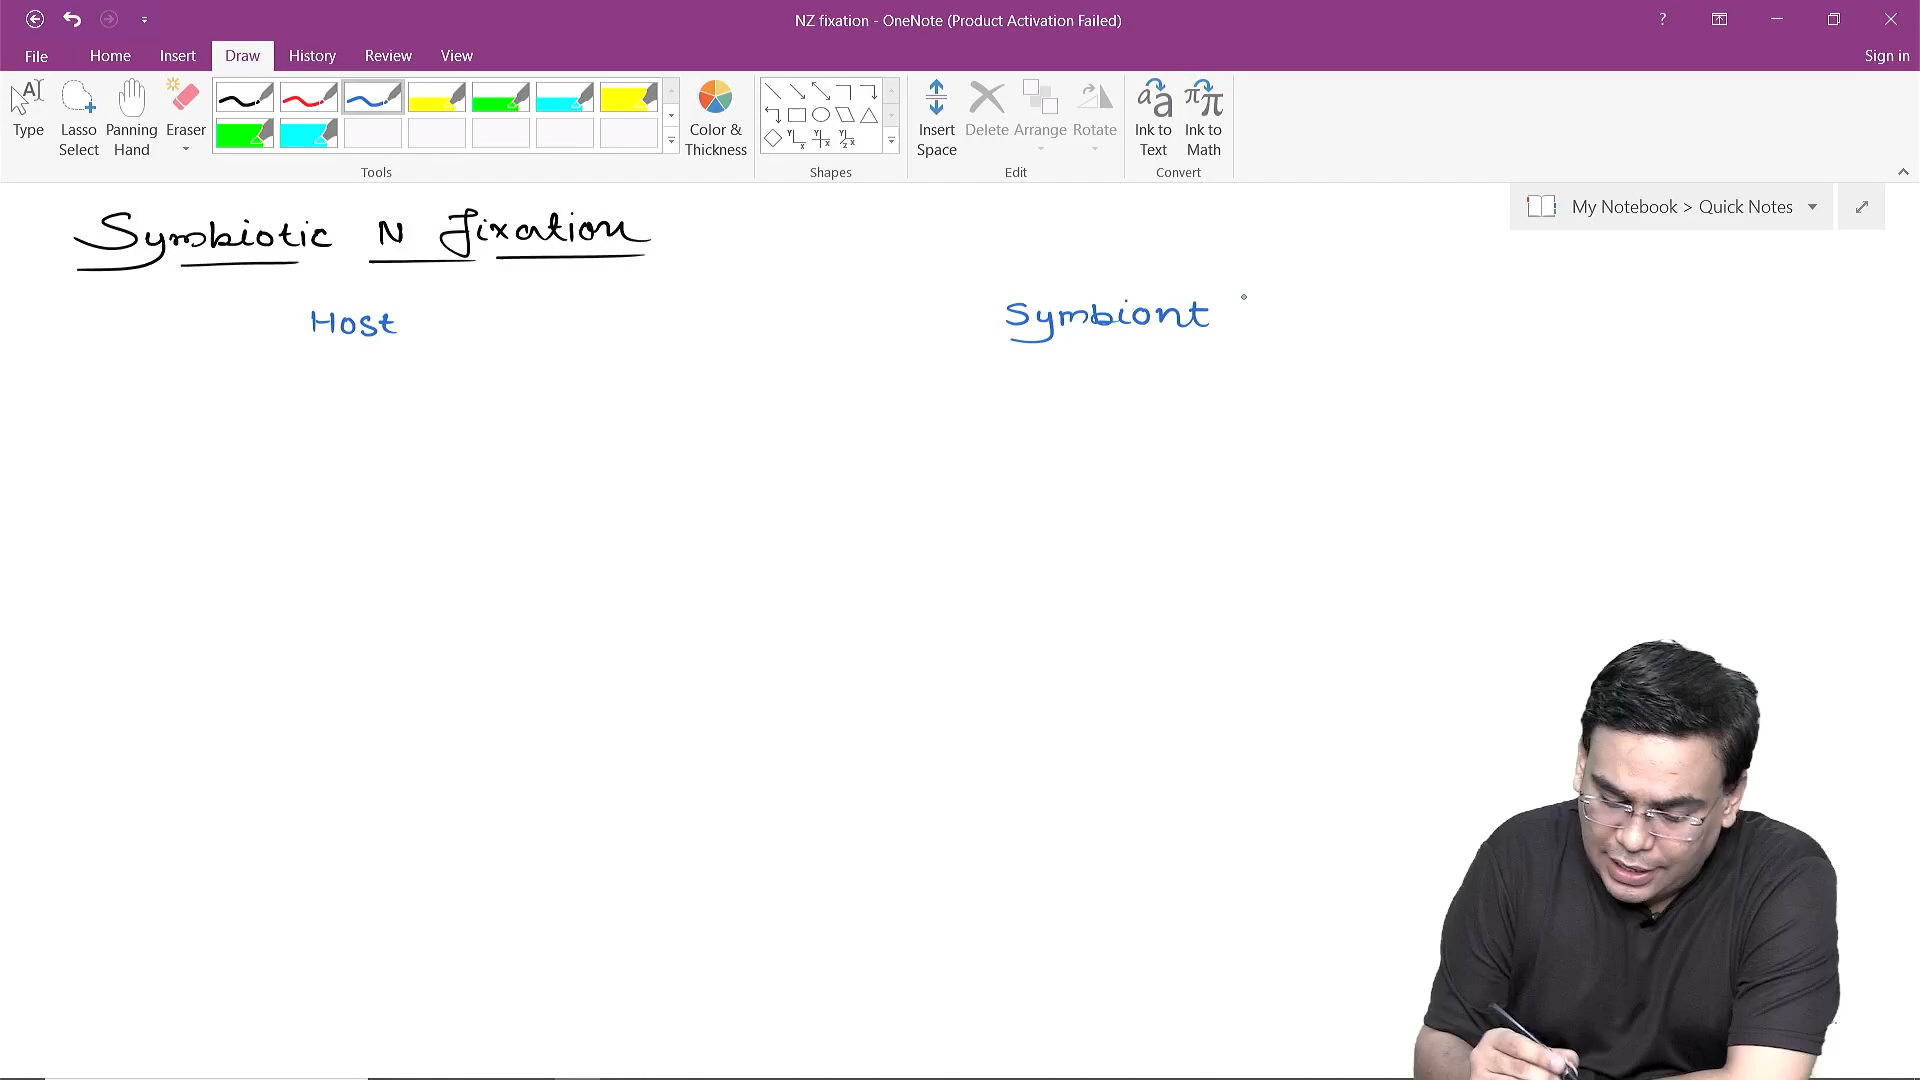 NZ fixation - OneNote (Product Activation Failed)
?
File Home Insert Draw History Review View Sign in
Type Lasso Select Panning Hand Eraser Color & Thickness Insert Space Delete Arrange Rotate Ink to Text Ink to Math
Tools Shapes Edit Convert
My Notebook > Quick Notes
Symbiotic N Fixation
Host Symbiont